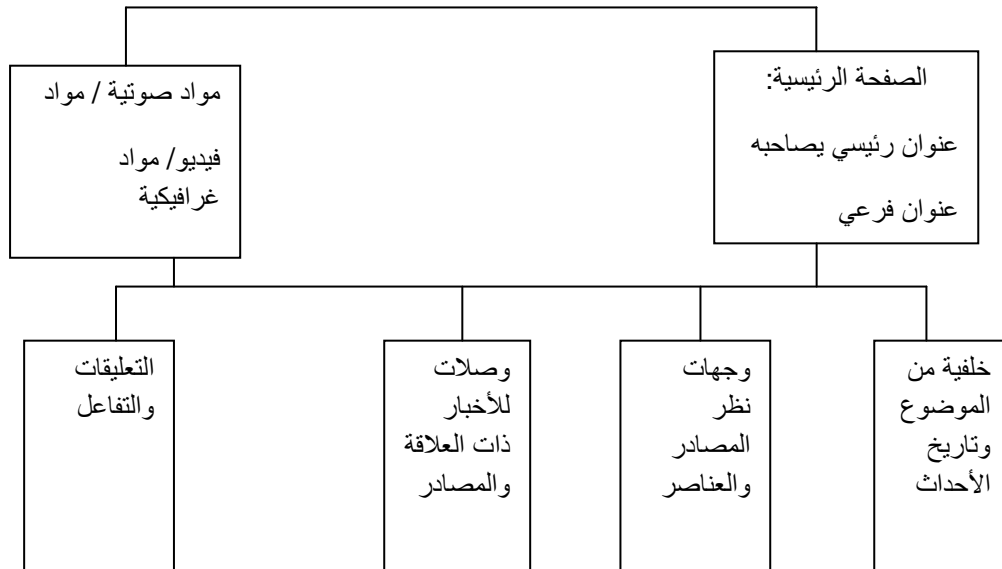 الصفحة الرئيسية:
عنوان رئيسي يصاحبه
عنوان فرعي
مواد صوتية / مواد
فيديو/ مواد
غرافيكية
خلفية من
الموضوع
وتاريخ
الأحداث
وجهات
نظر
المصادر
والعناصر
وصلات
للأخبار
ذات العلاقة
والمصادر
التعليقات
والتفاعل